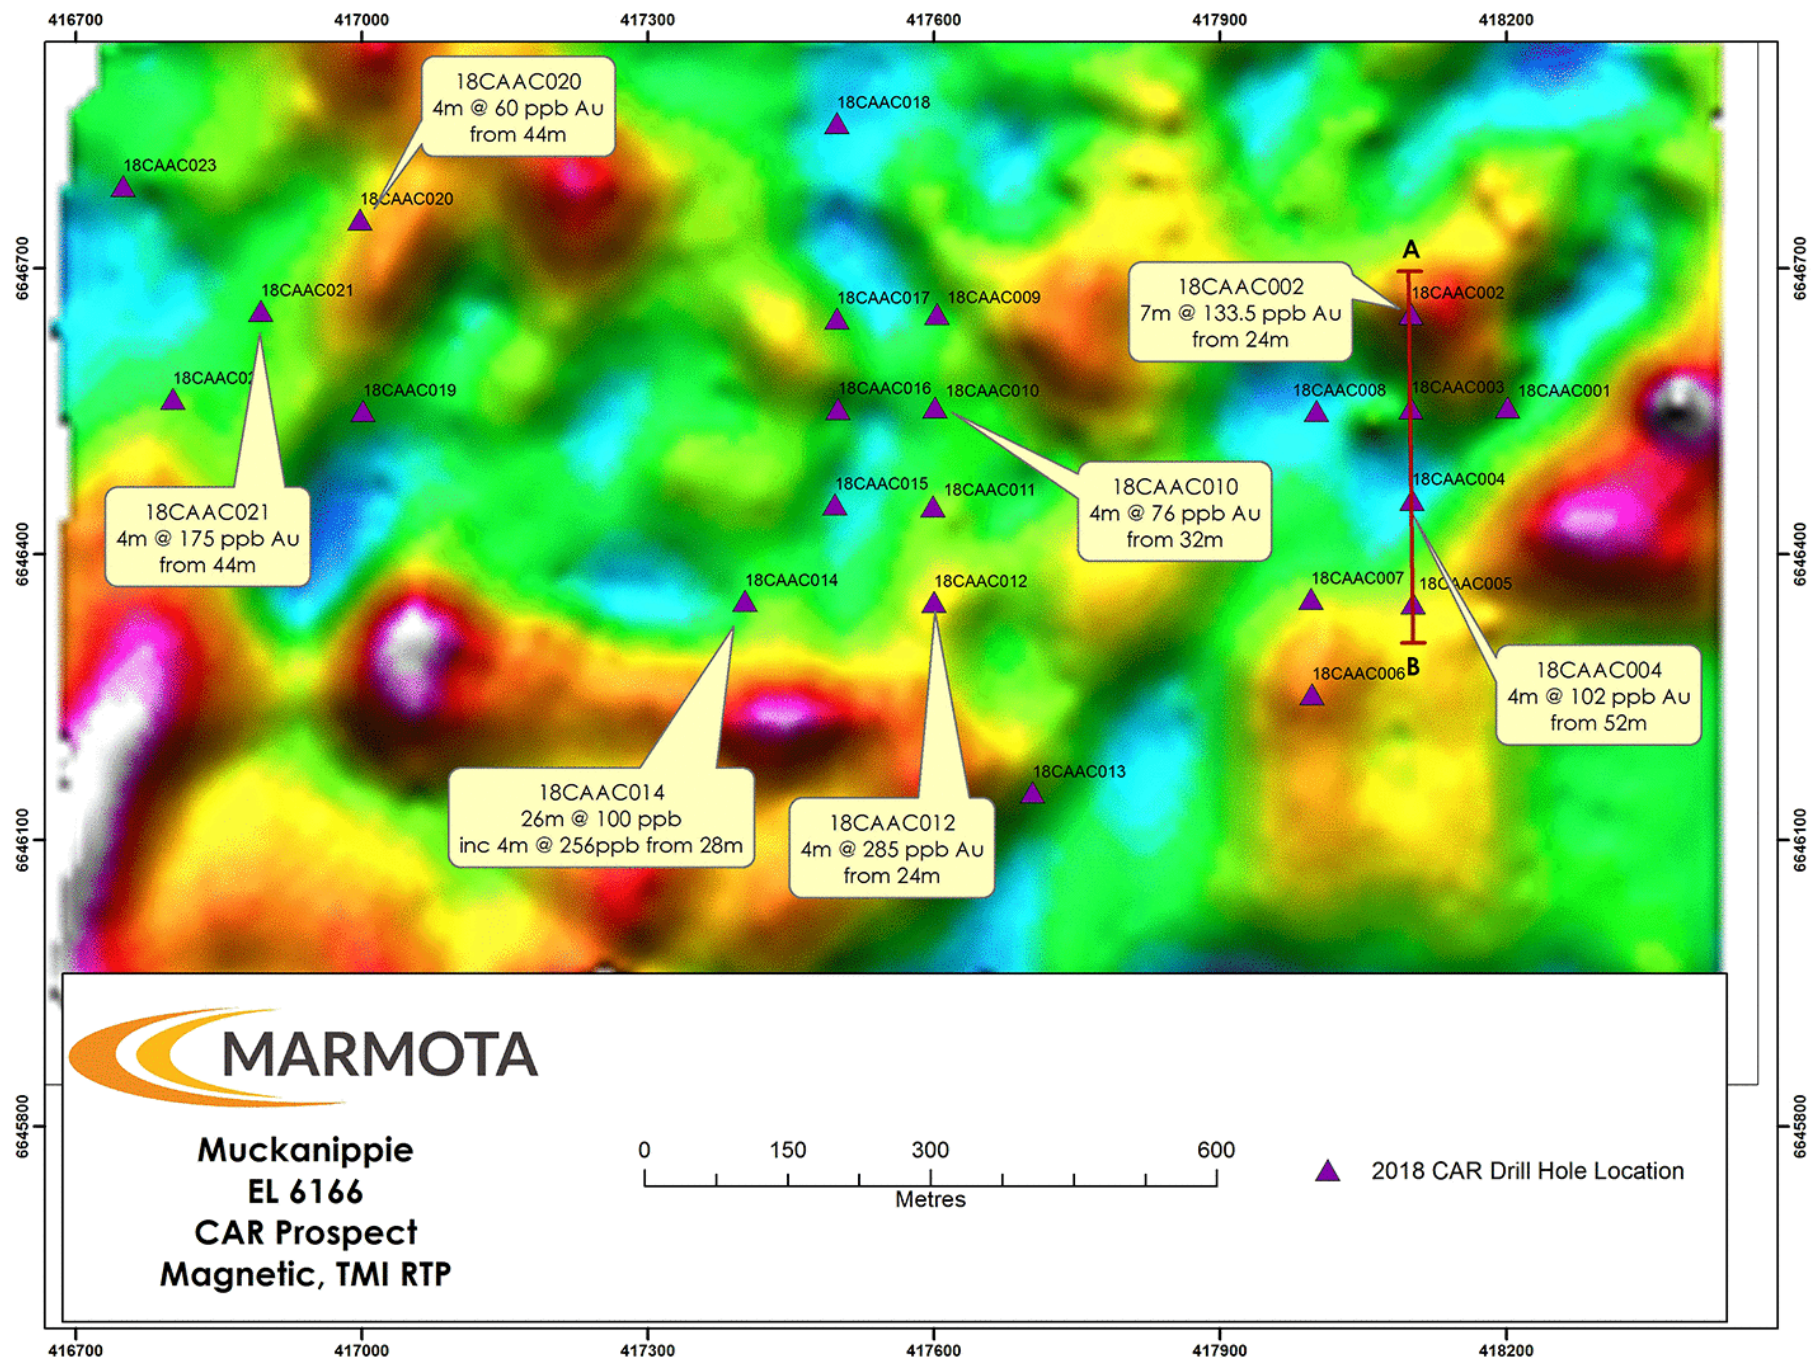 416700 417000 417300 417600 417900 418200
18CAAC020
4m @ 60 ppb Au
from 44m
18CAAC018
18CAAC023
18CAAC020
A
6646700
6646700
18CAAC002
7m @ 133.5 ppb Au
from 24m
18CAAC021
18CAAC017
18CAAC009
18CAAC002
18CAAC019
18CAAC016
18CAAC010
18CAAC008
18CAAC003
18CAAC001
18CAAC015
18CAAC011
18CAAC004
18CAAC021
4m @ 175 ppb Au
from 44m
18CAAC010
4m @ 76 ppb Au
from 32m
6646400
6646400
18CAAC014
18CAAC012
18CAAC007
18CAAC005
18CAAC006
B
18CAAC004
4m @ 102 ppb Au
from 52m
18CAAC013
18CAAC014
26m @ 100 ppb
inc 4m @ 256ppb from 28m
18CAAC012
4m @ 285 ppb Au
from 24m
6646100
6646100
MARMOTA
Muckanippie
EL 6166
CAR Prospect
Magnetic, TMI RTP
0 150 300 600
Metres
2018 CAR Drill Hole Location
6645800
6645800
416700 417000 417300 417600 417900 418200